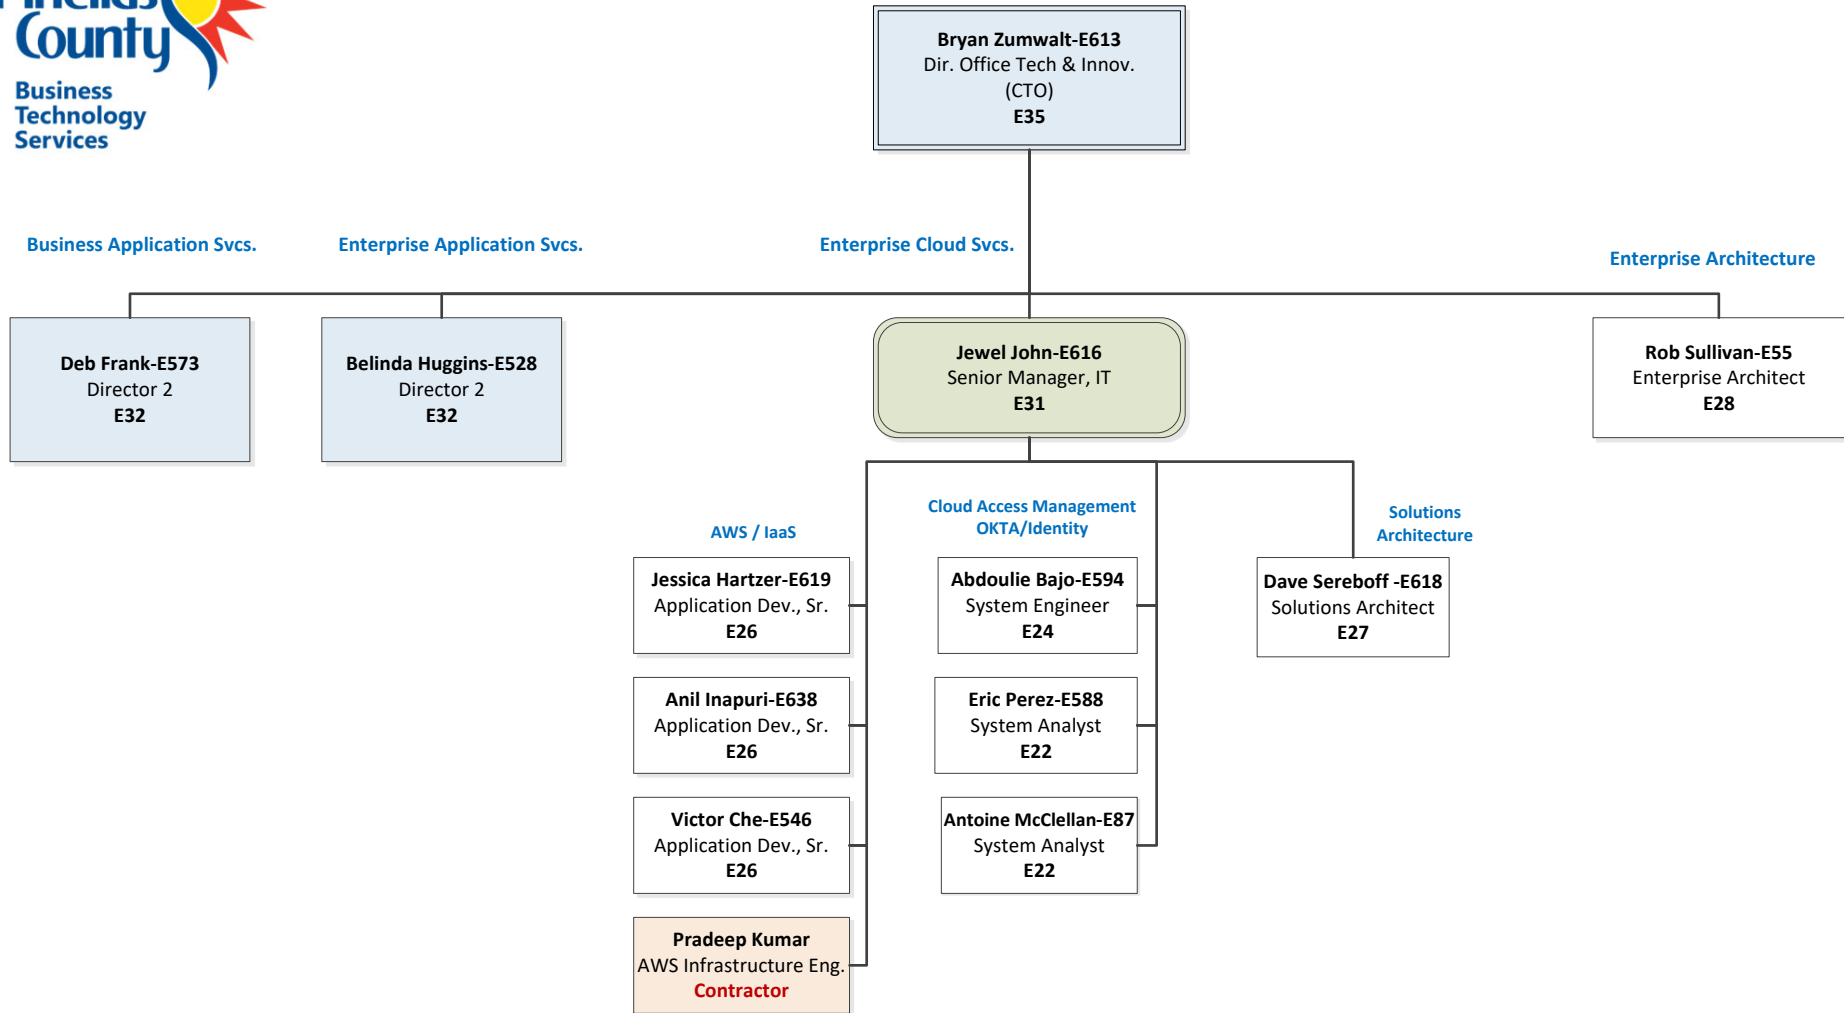 County
Business
Technology
Services
Bryan Zumwalt-E613
Dir. Office Tech & Innov.
(CTO)
E35
Business Application Svcs.
Enterprise Application Svcs.
Enterprise Cloud Svcs.
Enterprise Architecture
Deb Frank-E573
Director 2
E32
Belinda Huggins-E528
Director 2
E32
Jewel John-E616
Senior Manager, IT
E31
Rob Sullivan-E55
Enterprise Architect
E28
AWS / IaaS
Cloud Access Management
OKTA/Identity
Solutions
Architecture
Jessica Hartzer-E619
Application Dev., Sr.
E26
Abdoulie Bajo-E594
System Engineer
E24
Dave Sereboff -E618
Solutions Architect
E27
Anil Inapuri-E638
Application Dev., Sr.
E26
Eric Perez-E588
System Analyst
E22
Victor Che-E546
Application Dev., Sr.
E26
Antoine McClellan-E87
System Analyst
E22
Pradeep Kumar
AWS Infrastructure Eng.
Contractor